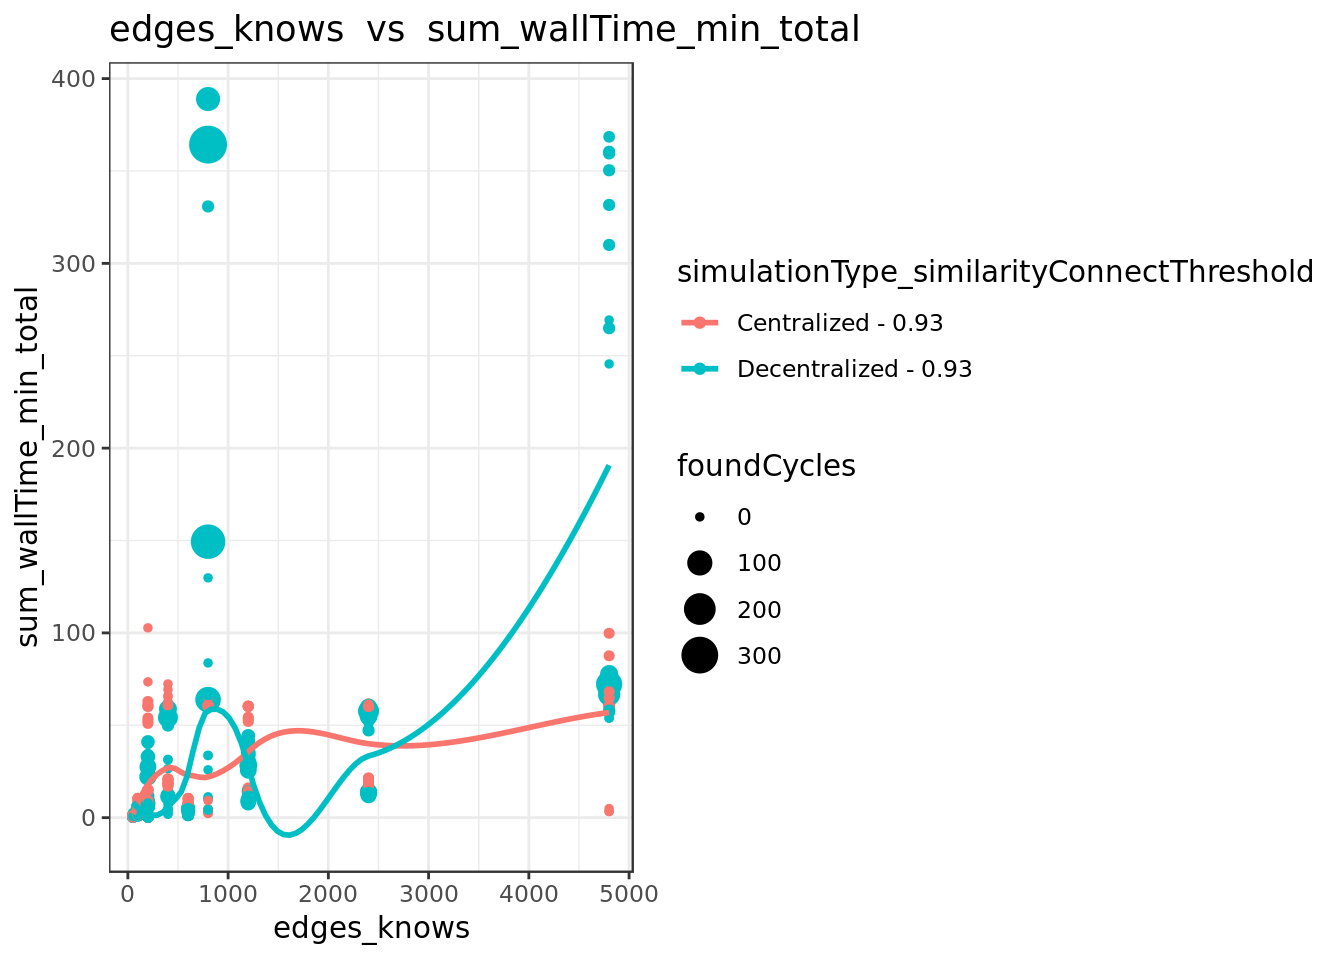 edges_knows vs sum_wallTime_min_total
400
300
200
100
0
sum_wallTime_min_total
0 1000 2000 3000 4000 5000
edges_knows
simulationType_similarityConnectThreshold
Centralized - 0.93
Decentralized - 0.93
foundCycles
0
100
200
300